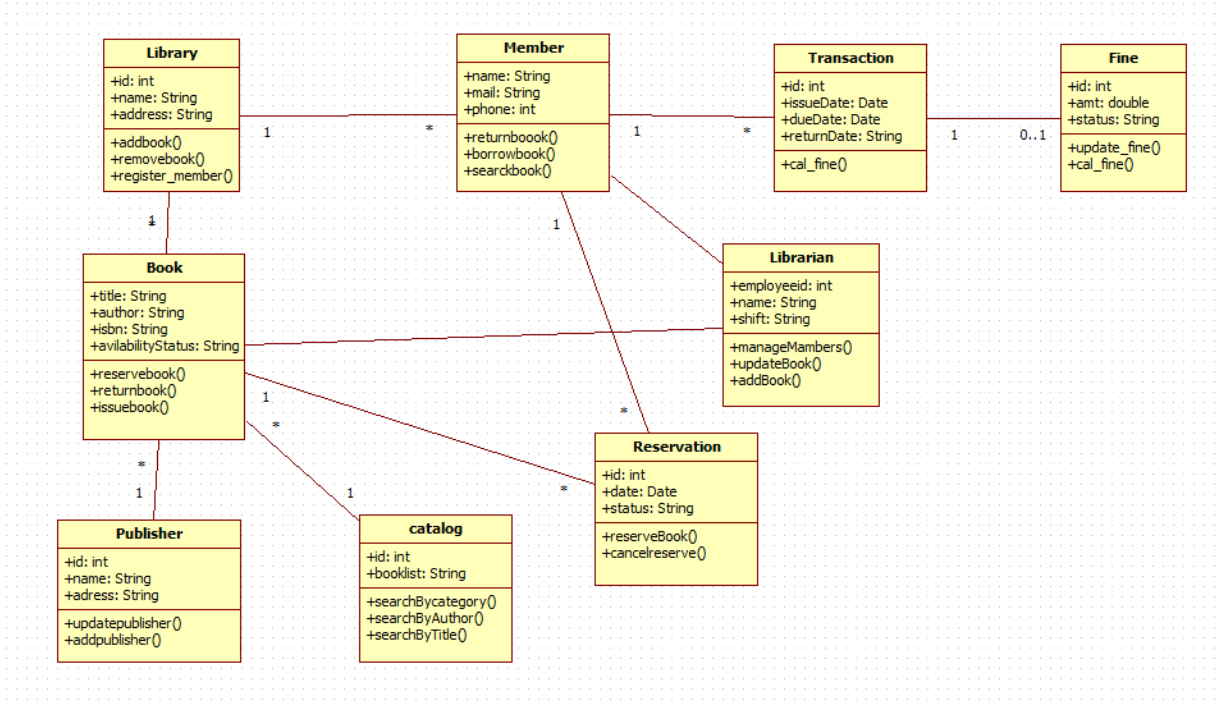 Library
+id: int
+name: String
+address: String
+addbook()
+removebook()
+register_member()
1
*
Member
+name: String
+mail: String
+phone: int
+returnboook()
+borrowbook()
+searckbook()
1
*
Transaction
+id: int
+issueDate: Date
+dueDate: Date
+returnDate: String
+cal_fine()
1
0..1
Fine
+id: int
+amt: double
+status: String
+update_fine()
+cal_fine()
1
*
1
Book
+title: String
+author: String
+isbn: String
+avilabilityStatus: String
+reservebook()
+returnbook()
+issuebook()
Librarian
+employeeid: int
+name: String
+shift: String
+manageMambers()
+updateBook()
+addBook()
1
*
*
*
1
1
*
Reservation
+id: int
+date: Date
+status: String
+reserveBook()
+cancelreserve()
Publisher
+id: int
+name: String
+adress: String
+updatepublisher()
+addpublisher()
catalog
+id: int
+booklist: String
+searchBycategory()
+searchByAuthor()
+searchByTitle()